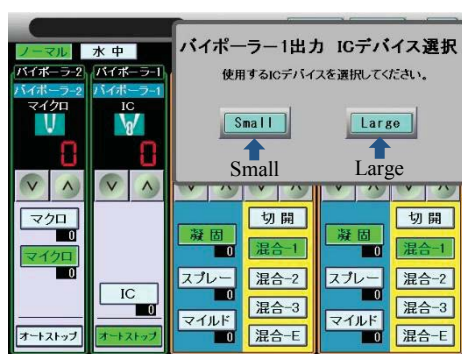 ノーマル
水 中
バイポーラ-2
バイポーラ-1
バイポーラー1出力 ICデバイス選択
使用するICデバイスを選択してください。
バイポーラ-2
マイクロ
0
バイポーラ-1
IC
0
Small
Large
Small
Large
∨ ∧
∨ ∧
∨ ∧
∨ ∧
マクロ
0
マイクロ
0
オートストップ
IC
0
オートストップ
凝 固
0
スプレー
0
マイルド
0
切 開
混合-1
混合-2
混合-3
混合-E
凝 固
0
スプレー
0
マイルド
0
切 開
混合-1
混合-2
混合-3
混合-E